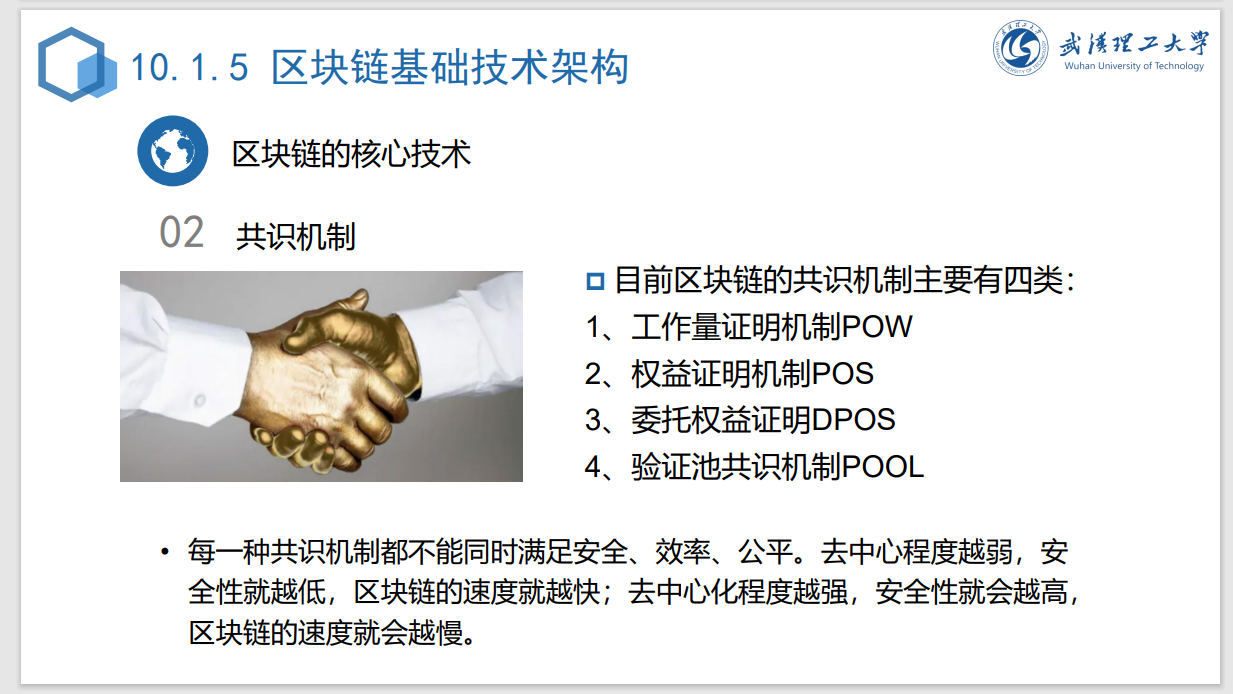 10.1.5 区块链基础技术架构
武汉理工大学
Wuhan University of Technology
区块链的核心技术
02 共识机制
目前区块链的共识机制主要有四类：
1、工作量证明机制POW
2、权益证明机制POS
3、委托权益证明DPOS
4、验证池共识机制POOL
• 每一种共识机制都不能同时满足安全、效率、公平。去中心程度越弱，安
全性就越低，区块链的速度就越快；去中心化程度越强，安全性就会越高，
区块链的速度就会越慢。